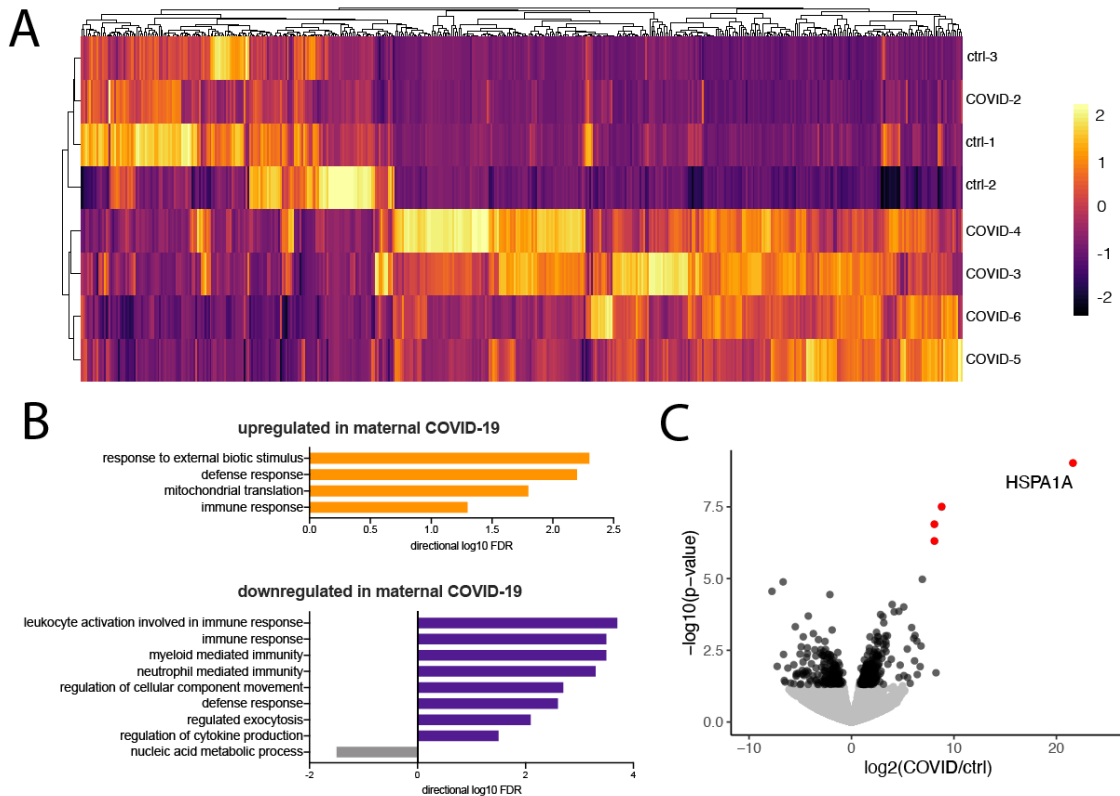 A
ctrl-3
COVID-2
ctrl-1
ctrl-2
COVID-4
COVID-3
COVID-6
COVID-5
2
1
0
-1
-2
B
upregulated in maternal COVID-19
response to external biotic stimulus
defense response
mitochondrial translation
immune response
0.0 0.5 1.0 1.5 2.0 2.5
directional log10 FDR
downregulated in maternal COVID-19
leukocyte activation involved in immune response
immune response
myeloid mediated immunity
neutrophil mediated immunity
regulation of cellular component movement
defense response
regulated exocytosis
regulation of cytokine production
nucleic acid metabolic process
-2 0 2 4
directional log10 FDR
C
HSPA1A
7.5
5.0
2.5
0.0
−log10(p−value)
−10 0 10 20
log2(COVID/ctrl)